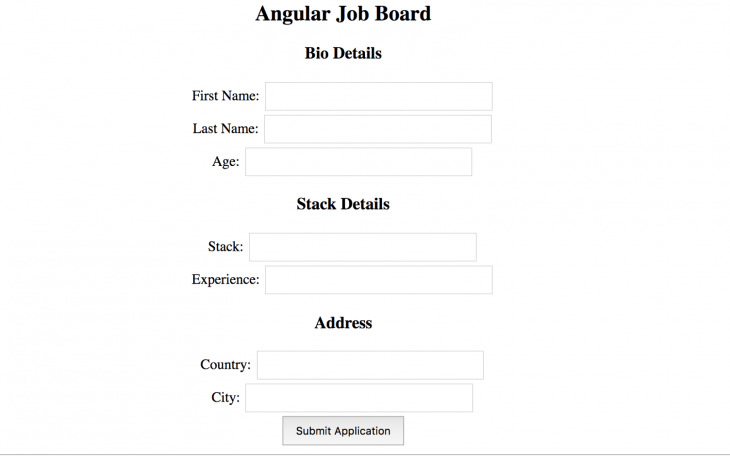 Angular Job Board
Bio Details
First Name:
Last Name:
Age:
Stack Details
Stack:
Experience:
Address
Country:
City:
Submit Application